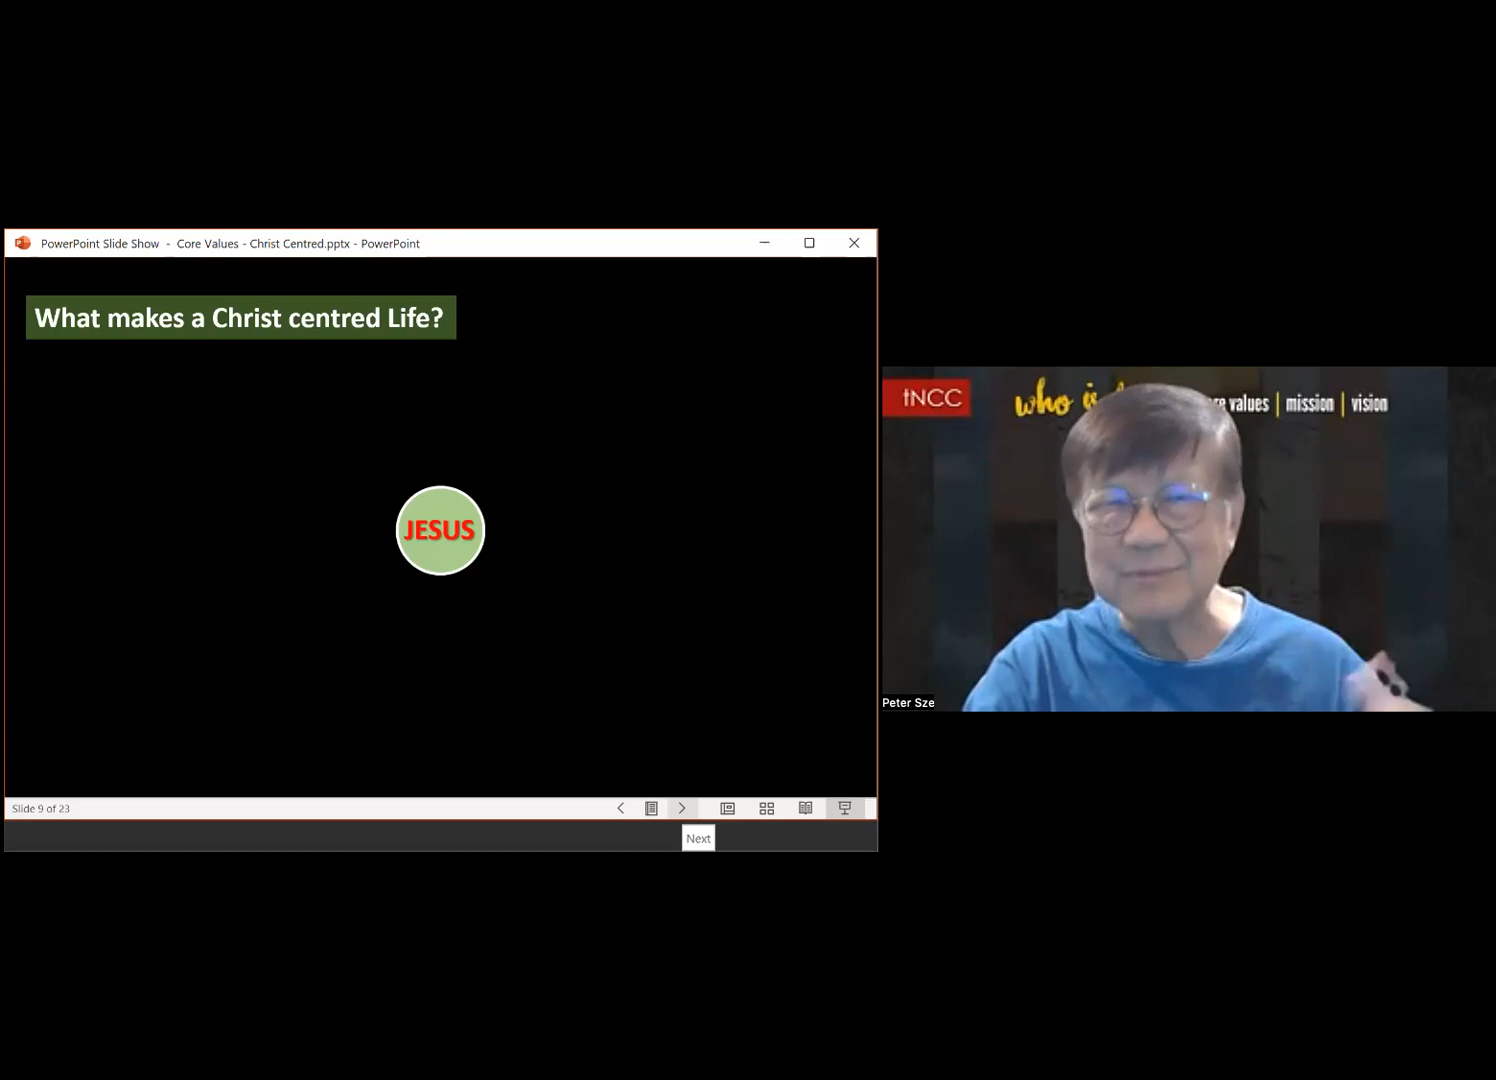 PowerPoint Slide Show - Core Values - Christ Centred.pptx - PowerPoint
What makes a Christ centred Life?
JESUS
Slide 9 of 23
Next
tNCC
who is
values | mission | vision
Peter Sze